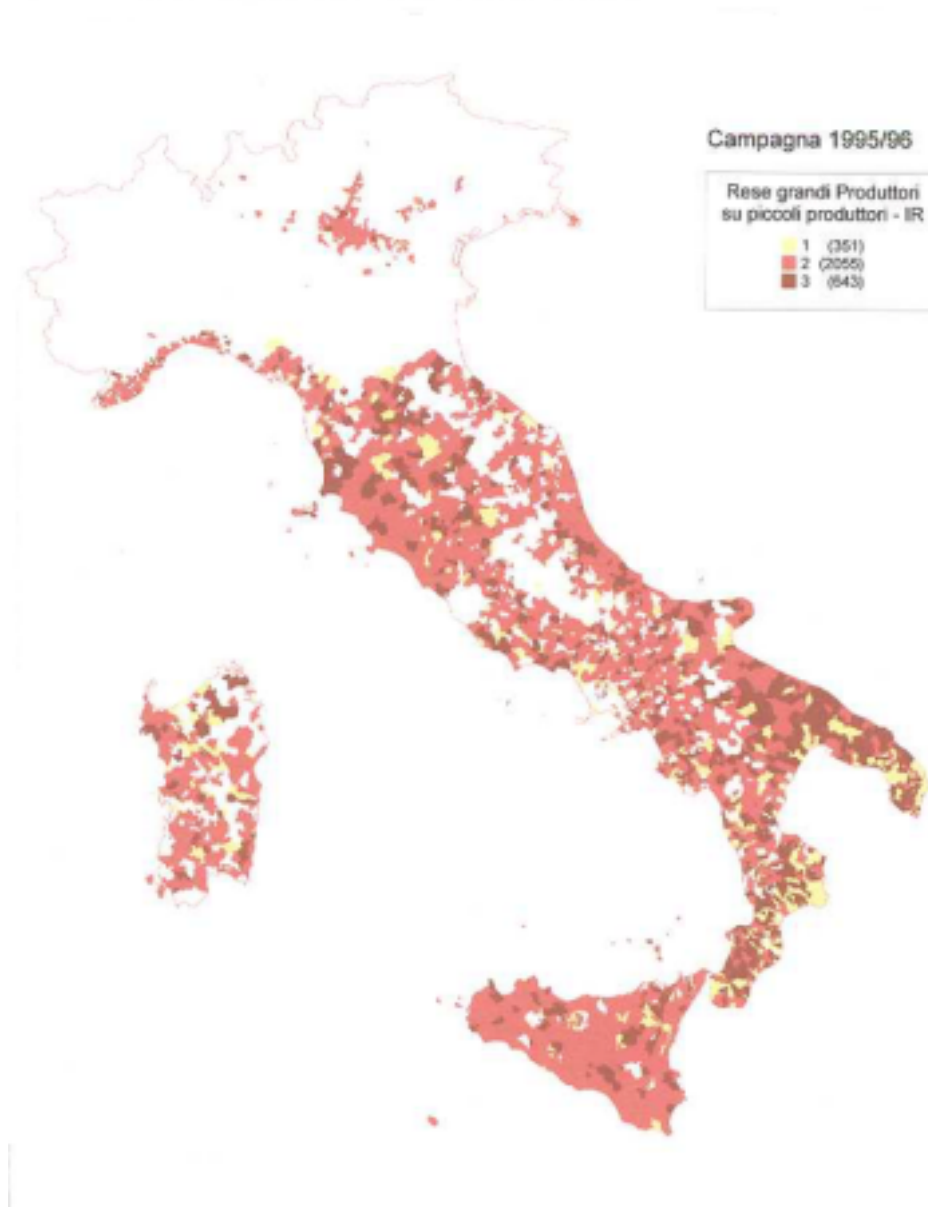 Campagna 1995/96
Rese grandi Produttori
su piccoli produttori - IR
1 (351)
2 (2055)
3 (643)